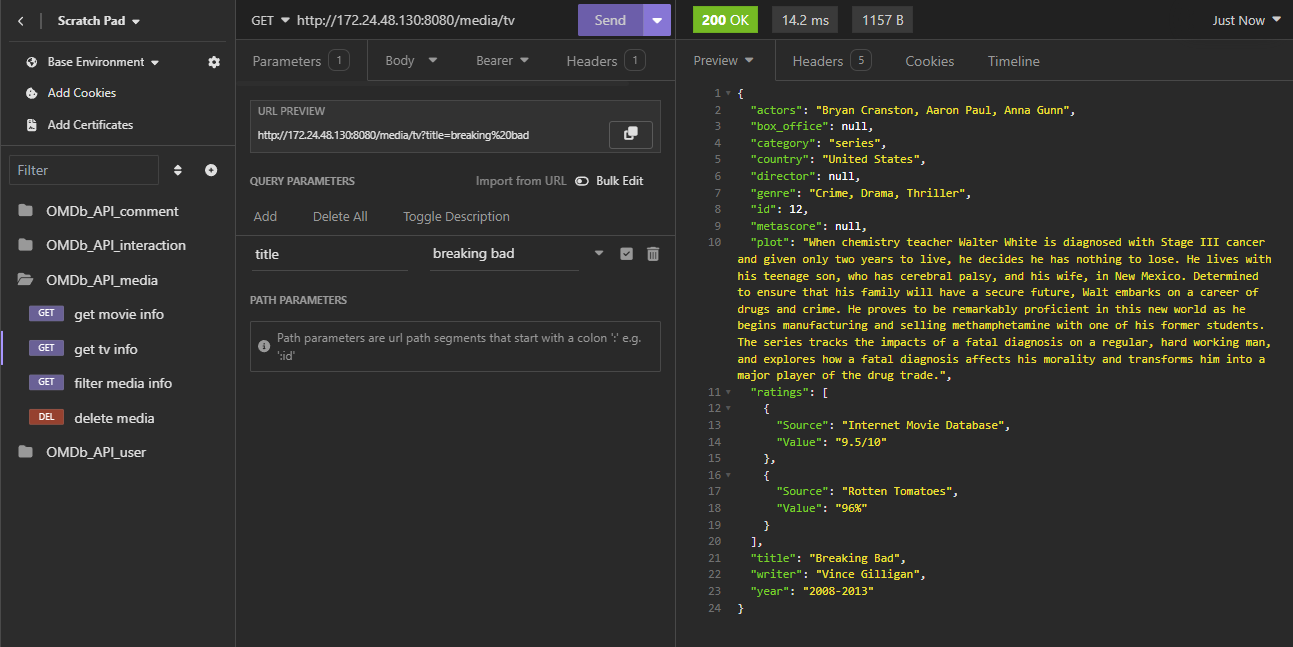 Scratch Pad
Base Environment
Add Cookies
Add Certificates
Filter
OMDb_API_comment
OMDb_API_interaction
OMDb_API_media
GET get movie info
GET get tv info
GET filter media info
DEL delete media
OMDb_API_user
GET http://172.24.48.130:8080/media/tv Send
Parameters 1 Body Bearer Headers 1
URL PREVIEW
http://172.24.48.130:8080/media/tv?title=breaking%20bad
QUERY PARAMETERS Import from URL Bulk Edit
Add Delete All Toggle Description
title breaking bad
PATH PARAMETERS
Path parameters are url path segments that start with a colon ':' e.g.
':id'
200 OK 14.2 ms 1157 B Just Now
Preview Headers 5 Cookies Timeline
1 {
2 "actors": "Bryan Cranston, Aaron Paul, Anna Gunn",
3 "box_office": null,
4 "category": "series",
5 "country": "United States",
6 "director": null,
7 "genre": "Crime, Drama, Thriller",
8 "id": 12,
9 "metascore": null,
10 "plot": "When chemistry teacher Walter White is diagnosed with Stage III cancer
and given only two years to live, he decides he has nothing to lose. He lives with
his teenage son, who has cerebral palsy, and his wife, in New Mexico. Determined
to ensure that his family will have a secure future, Walt embarks on a career of
drugs and crime. He proves to be remarkably proficient in this new world as he
begins manufacturing and selling methamphetamine with one of his former students.
The series tracks the impacts of a fatal diagnosis on a regular, hard working man,
and explores how a fatal diagnosis affects his morality and transforms him into a
major player of the drug trade.",
11 "ratings": [
12 {
13 "Source": "Internet Movie Database",
14 "Value": "9.5/10"
15 },
16 {
17 "Source": "Rotten Tomatoes",
18 "Value": "96%"
19 }
20 ],
21 "title": "Breaking Bad",
22 "writer": "Vince Gilligan",
23 "year": "2008-2013"
24 }